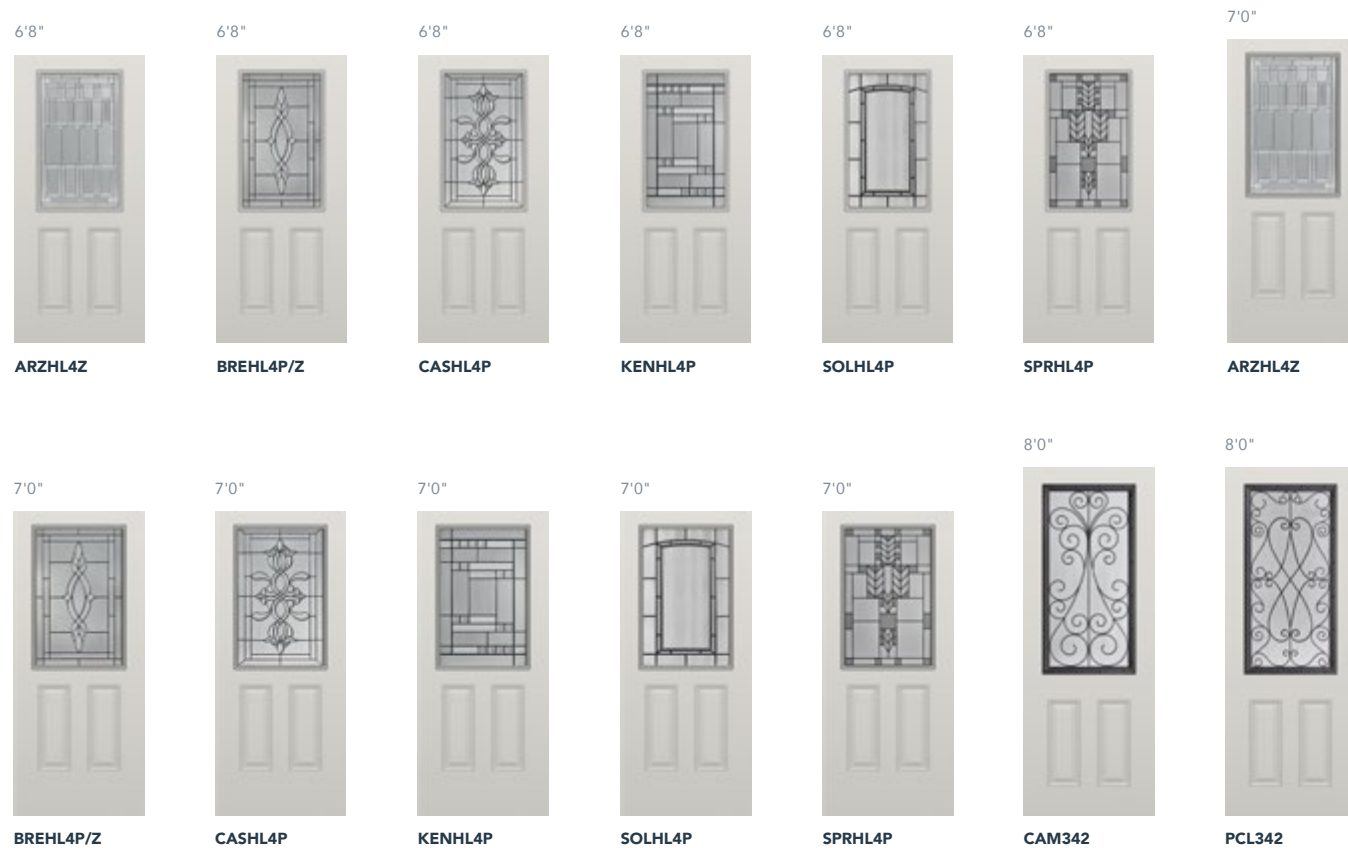 7'0"
6'8"
6'8"
6'8"
6'8"
6'8"
6'8"
ARZHL4Z
BREHL4P/Z
CASHL4P
KENHL4P
SOLHL4P
SPRHL4P
ARZHL4Z
8'0"
8'0"
7'0"
7'0"
7'0"
7'0"
7'0"
BREHL4P/Z
CASHL4P
KENHL4P
SOLHL4P
SPRHL4P
CAM342
PCL342